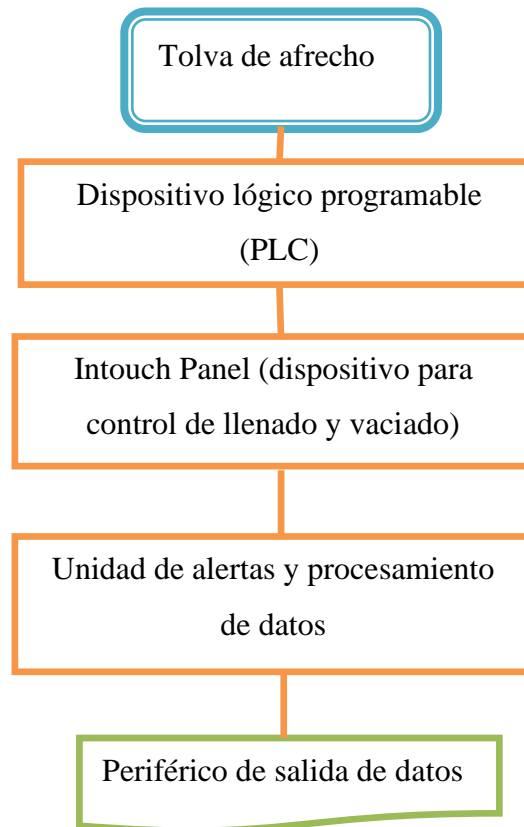 Tolva de afrecho
Dispositivo lógico programable
(PLC)
Intouch Panel (dispositivo para
control de llenado y vaciado)
Unidad de alertas y procesamiento
de datos
Periférico de salida de datos